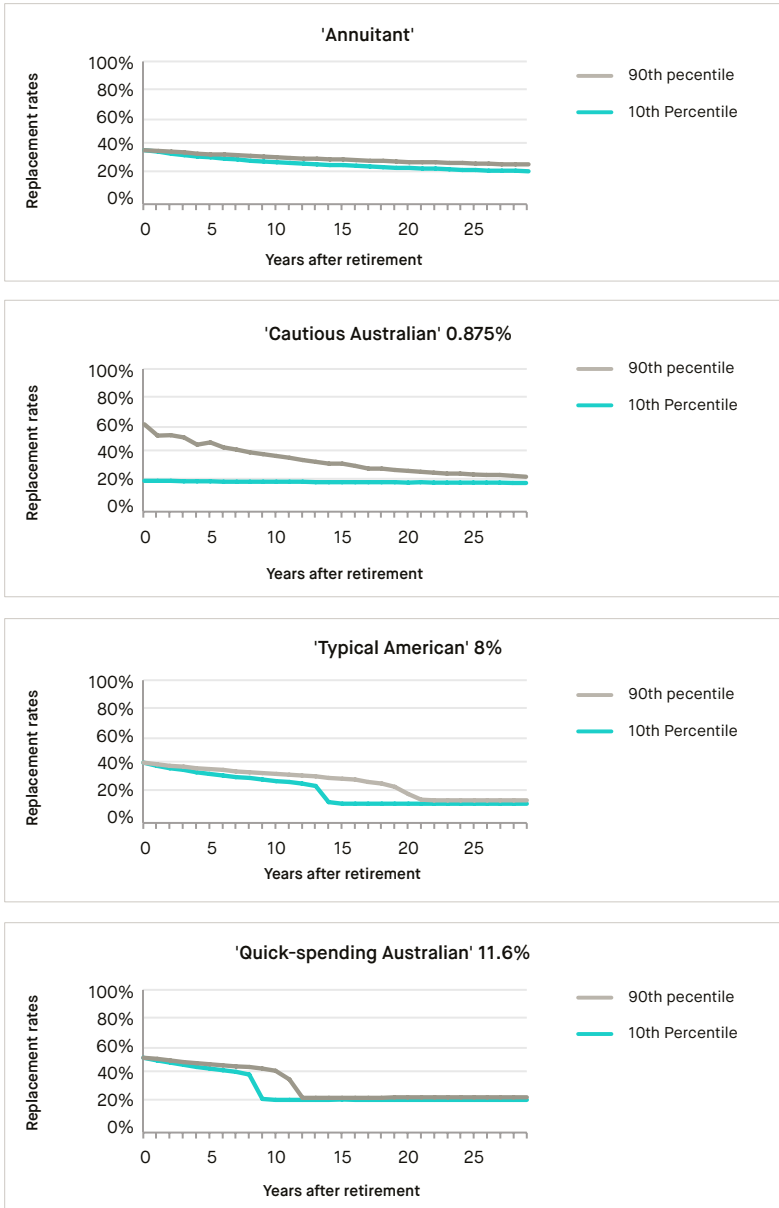 'Annuitant'
Replacement rates
100%
80%
60%
40%
20%
0%
0 5 10 15 20 25
Years after retirement
90th pecentile
10th Percentile
'Cautious Australian' 0.875%
Replacement rates
100%
80%
60%
40%
20%
0%
0 5 10 15 20 25
Years after retirement
90th pecentile
10th Percentile
'Typical American' 8%
Replacement rates
100%
80%
60%
40%
20%
0%
0 5 10 15 20 25
Years after retirement
90th pecentile
10th Percentile
'Quick-spending Australian' 11.6%
Replacement rates
100%
80%
60%
40%
20%
0%
0 5 10 15 20 25
Years after retirement
90th pecentile
10th Percentile